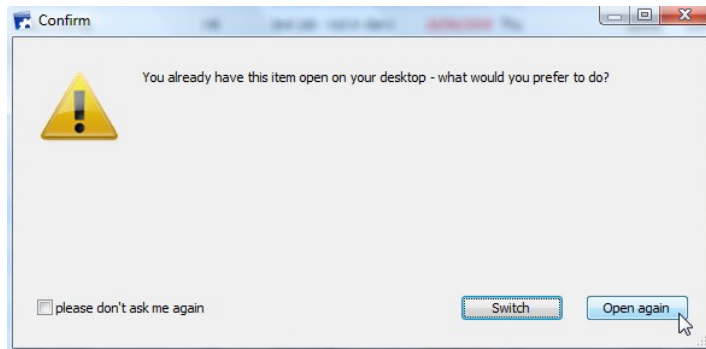 Confirm
You already have this item open on your desktop - what would you prefer to do?
please don't ask me again
Switch
Open again